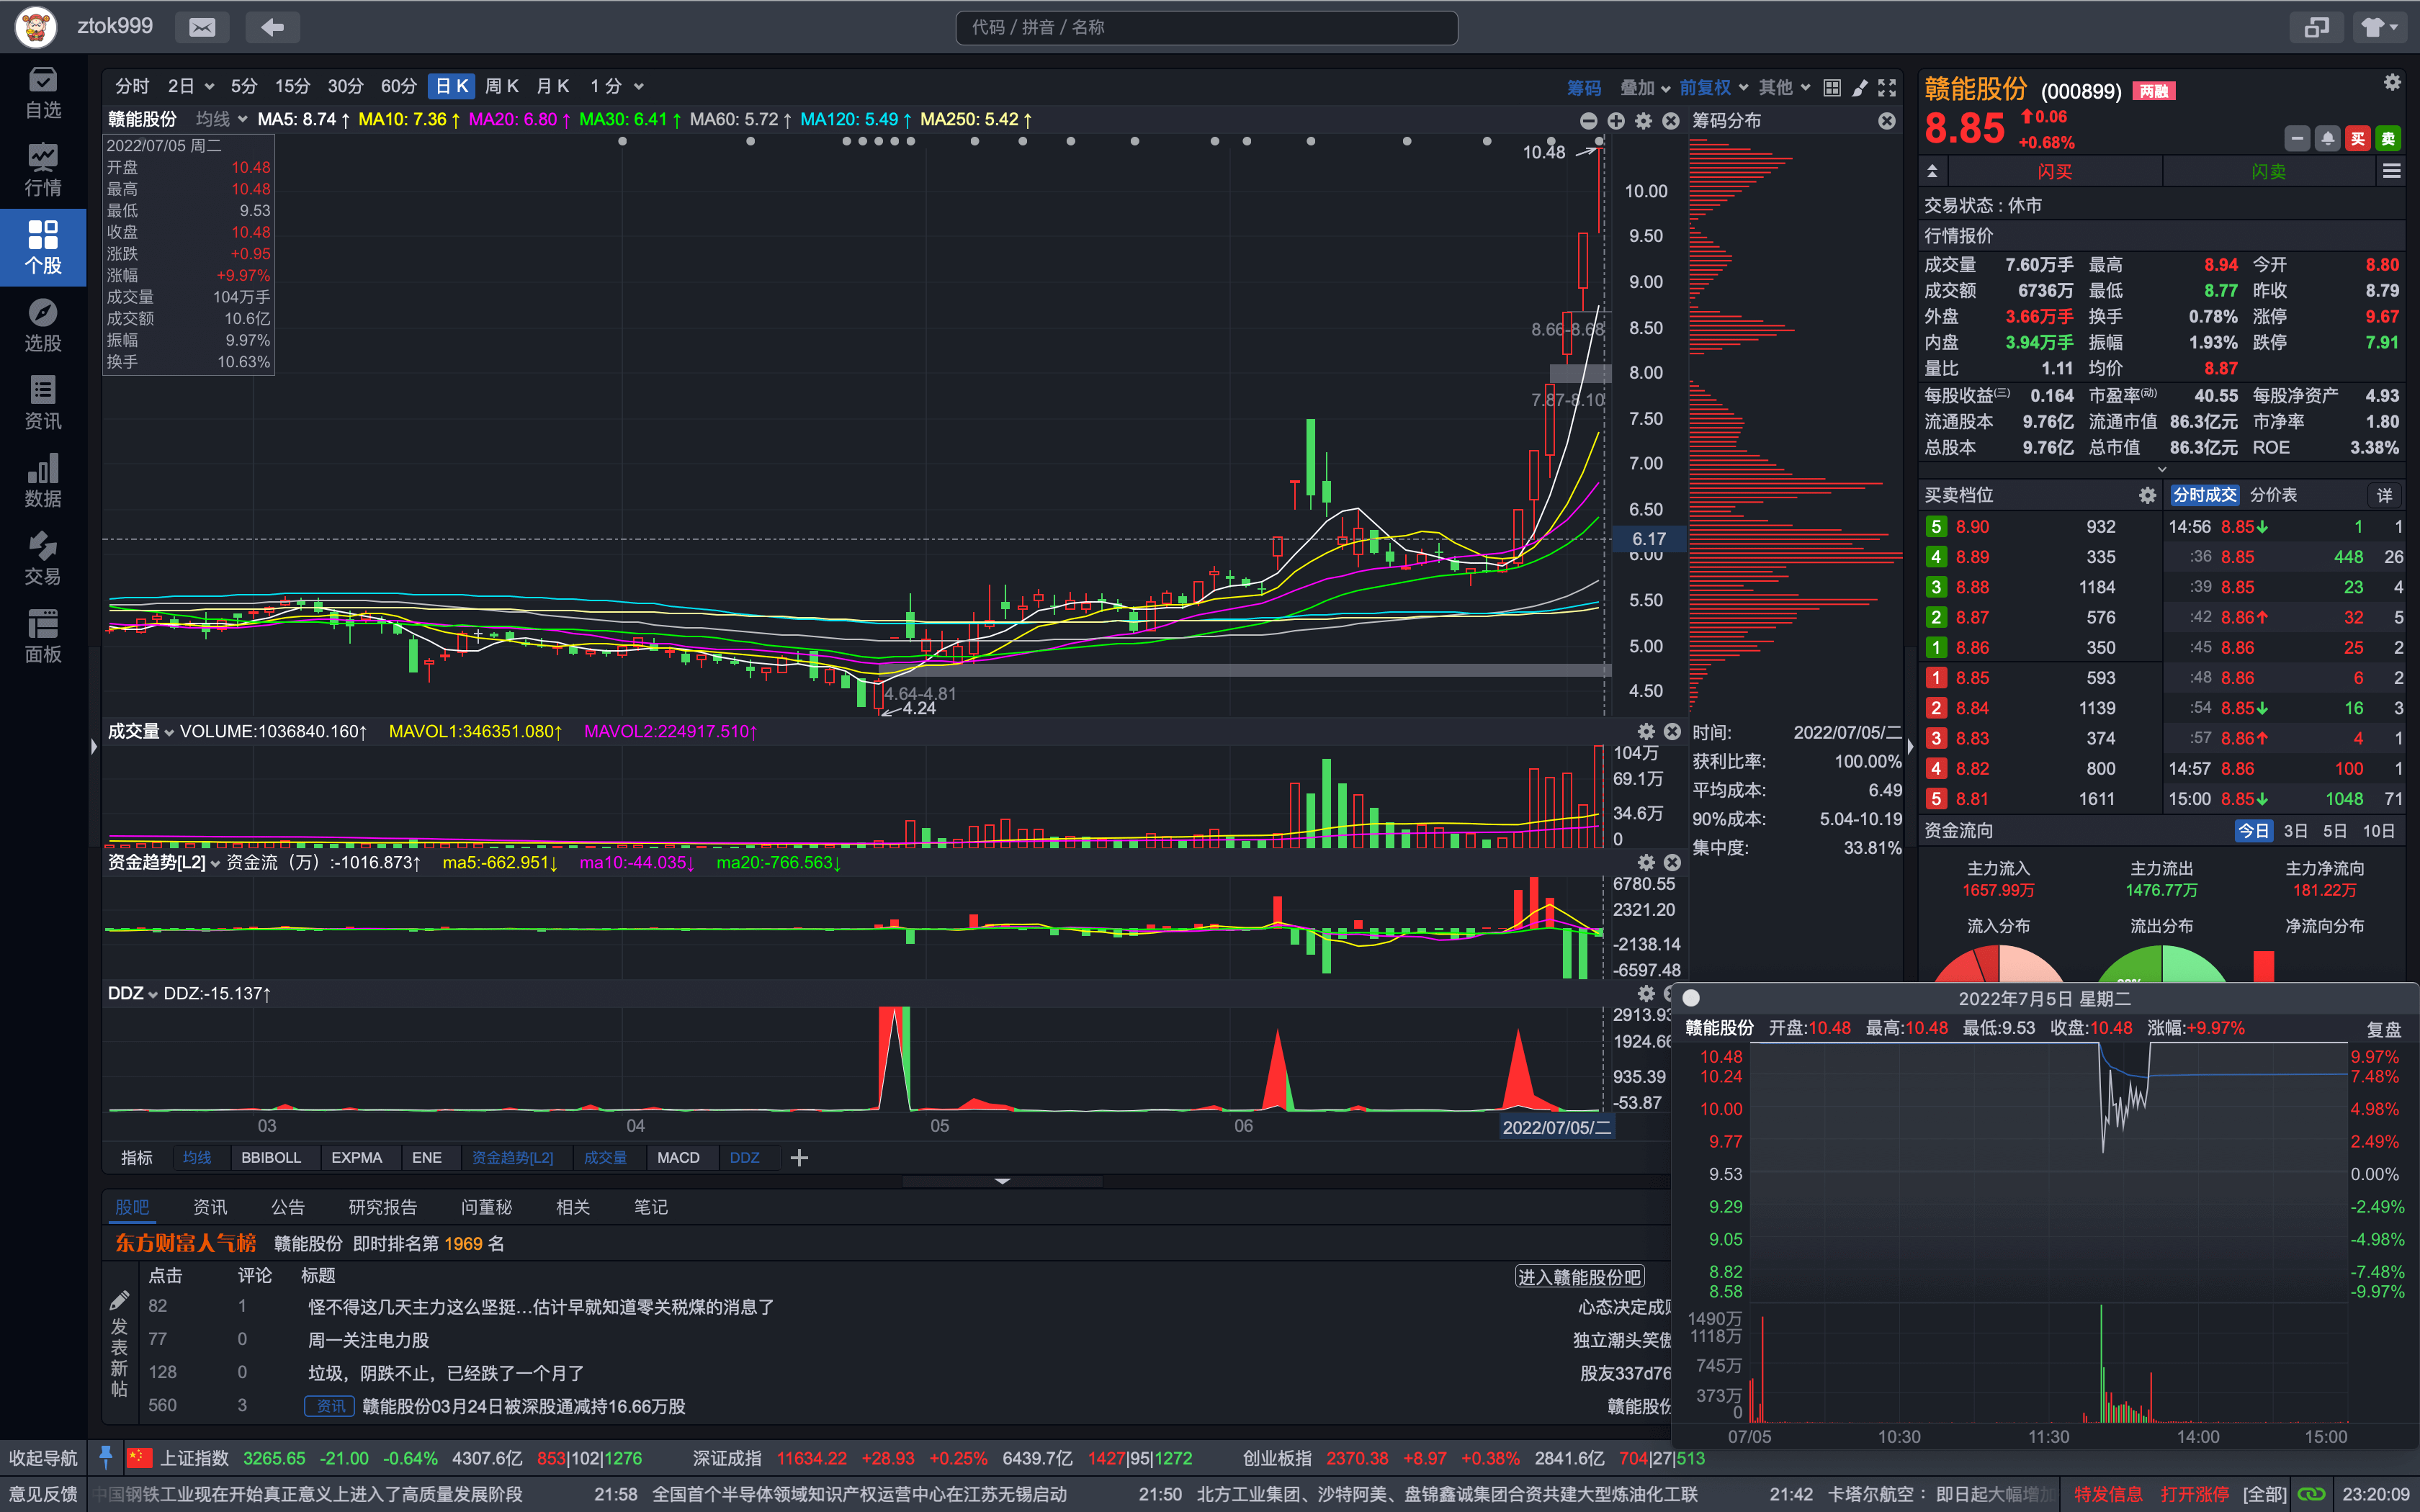 ztok999
代码 / 拼音 / 名称
自选
行情
个股
选股
资讯
数据
交易
面板
分时 2日 5分 15分 30分 60分 日K 周K 月K 1分
筹码 叠加 前复权 其他
赣能股份 均线 MA5: 8.74↑ MA10: 7.36↑ MA20: 6.80↑ MA30: 6.41↑ MA60: 5.72↑ MA120: 5.49↑ MA250: 5.42↑
2022/07/05 周二
开盘 10.48
最高 10.48
最低 9.53
收盘 10.48
涨跌 +0.95
涨幅 +9.97%
成交量 104万手
成交额 10.6亿
振幅 9.97%
换手 10.63%
10.48
8.66-8.68
7.87-8.10
4.64-4.81
4.24
10.00
9.50
9.00
8.50
8.00
7.50
7.00
6.50
6.17
6.00
5.50
5.00
4.50
筹码分布
时间: 2022/07/05/二
获利比率: 100.00%
平均成本: 6.49
90%成本: 5.04-10.19
集中度: 33.81%
成交量 VOLUME:1036840.160↑ MAVOL1:346351.080↑ MAVOL2:224917.510↑
104万
69.1万
34.6万
0
资金趋势[L2] 资金流（万）:-1016.873↑ ma5:-662.951↓ ma10:-44.035↓ ma20:-766.563↓
6780.55
2321.20
-2138.14
-6597.48
DDZ DDZ:-15.137↑
2913.93
1924.66
935.39
-53.87
03 04 05 06 2022/07/05/二
指标 均线 BBIBOLL EXPMA ENE 资金趋势[L2] 成交量 MACD DDZ
股吧 资讯 公告 研究报告 问董秘 相关 笔记
东方财富人气榜 赣能股份 即时排名第 1969 名
发表新帖
点击 评论 标题 进入赣能股份吧
82 1 怪不得这几天主力这么坚挺...估计早就知道零关税煤的消息了 心态决定成
77 0 周一关注电力股 独立潮头笑傲
128 0 垃圾，阴跌不止，已经跌了一个月了 股友337d76
560 3 资讯 赣能股份03月24日被深股通减持16.66万股 赣能股份
赣能股份 (000899) 两融
8.85 0.06
+0.68%
买 卖
闪买 闪卖
交易状态 : 休市
行情报价
成交量 7.60万手 最高 8.94 今开 8.80
成交额 6736万 最低 8.77 昨收 8.79
外盘 3.66万手 换手 0.78% 涨停 9.67
内盘 3.94万手 振幅 1.93% 跌停 7.91
量比 1.11 均价 8.87
每股收益(三) 0.164 市盈率(动) 40.55 每股净资产 4.93
流通股本 9.76亿 流通市值 86.3亿元 市净率 1.80
总股本 9.76亿 总市值 86.3亿元 ROE 3.38%
买卖档位 分时成交 分价表 详
5 8.90 932 14:56 8.85↓ 1 1
4 8.89 335 :36 8.85 448 26
3 8.88 1184 :39 8.85 23 4
2 8.87 576 :42 8.86↑ 32 5
1 8.86 350 :45 8.86 25 2
1 8.85 593 :48 8.86 6 2
2 8.84 1139 :54 8.85↓ 16 3
3 8.83 374 :57 8.86↑ 4 1
4 8.82 800 14:57 8.86 100 1
5 8.81 1611 15:00 8.85↓ 1048 71
资金流向 今日 3日 5日 10日
主力流入 主力流出 主力净流向
1657.99万 1476.77万 181.22万
流入分布 流出分布 净流向分布
2022年7月5日 星期二
赣能股份 开盘:10.48 最高:10.48 最低:9.53 收盘:10.48 涨幅:+9.97% 复盘
10.48 9.97%
10.24 7.48%
10.00 4.98%
9.77 2.49%
9.53 0.00%
9.29 -2.49%
9.05 -4.98%
8.82 -7.48%
8.58 -9.97%
1490万
1118万
745万
373万
0
07/05 10:30 11:30 14:00 15:00
收起导航 上证指数 3265.65 -21.00 -0.64% 4307.6亿 853|102|1276 深证成指 11634.22 +28.93 +0.25% 6439.7亿 1427|95|1272 创业板指 2370.38 +8.97 +0.38% 2841.6亿 704|27|513
意见反馈 中国钢铁工业现在开始真正意义上进入了高质量发展阶段 21:58 全国首个半导体领域知识产权运营中心在江苏无锡启动 21:50 北方工业集团、沙特阿美、盘锦鑫诚集团合资共建大型炼油化工联 21:42 卡塔尔航空： 即日起大幅增加 特发信息 打开涨停 [全部] 23:20:09